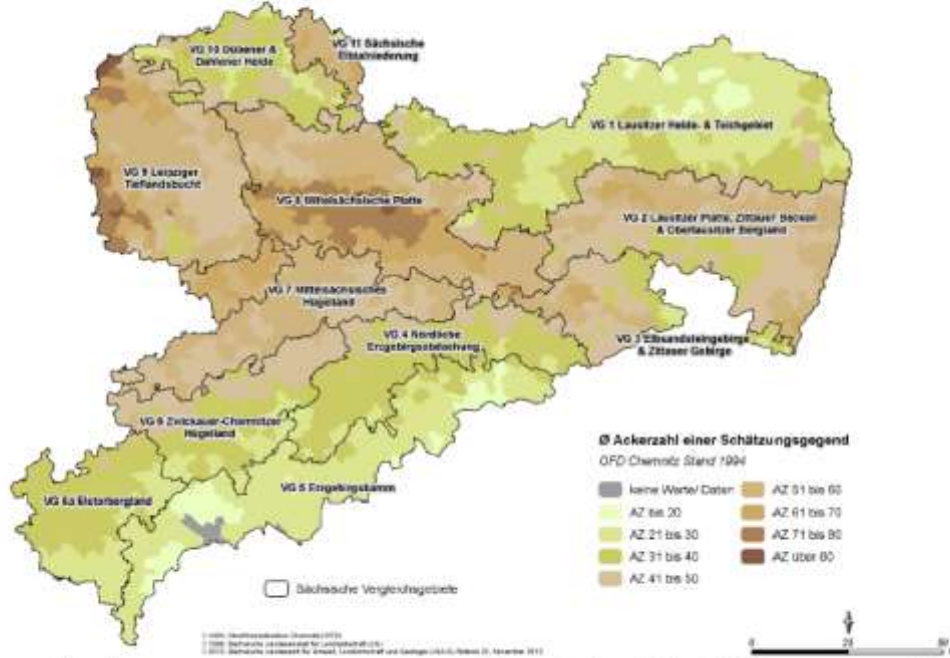 VG 10 Dübener &
Dahlener Heide
VG 11 Sächsische
Elbtalniederung
VG 1 Lausitzer Heide- & Teichgebiet
VG 9 Leipziger
Tieflandsbucht
VG 8 Mittelsächsische Platte
VG 2 Lausitzer Platte, Zittauer Becken
& Oberlausitzer Bergland
VG 7 Mittelsächsisches
Hügelland
VG 4 Nördliche
Erzgebirgsabdachung
VG 3 Elbsandsteingebirge
& Zittauer Gebirge
VG 6 Zwickauer-Chemnitzer
Hügelland
VG 5 Erzgebirgskamm
VG 6a Elsterbergland
Ø Ackerzahl einer Schätzungsgegend
OFD Chemnitz Stand 1994
keine Werte/ Daten
AZ bis 20
AZ 21 bis 30
AZ 31 bis 40
AZ 41 bis 50
AZ 51 bis 60
AZ 61 bis 70
AZ 71 bis 80
AZ über 80
Sächsische Vergleichsgebiete
0